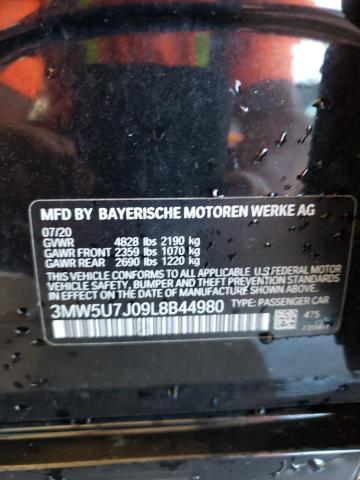 MFD BY BAYERISCHE MOTOREN WERKE AG
07/20
GVWR 4828 lbs 2190 kg
GAWR FRONT 2359 lbs 1070 kg
GAWR REAR 2690 lbs 1220 kg
THIS VEHICLE CONFORMS TO ALL APPLICABLE U.S. FEDERAL MOTOR
VEHICLE SAFETY, BUMPER, AND THEFT PREVENTION
STANDARDS IN EFFECT ON THE DATE OF MANUFACTURE SHOWN ABOVE.
3MW5U7J09L8B44980 TYPE: PASSENGER CAR
475